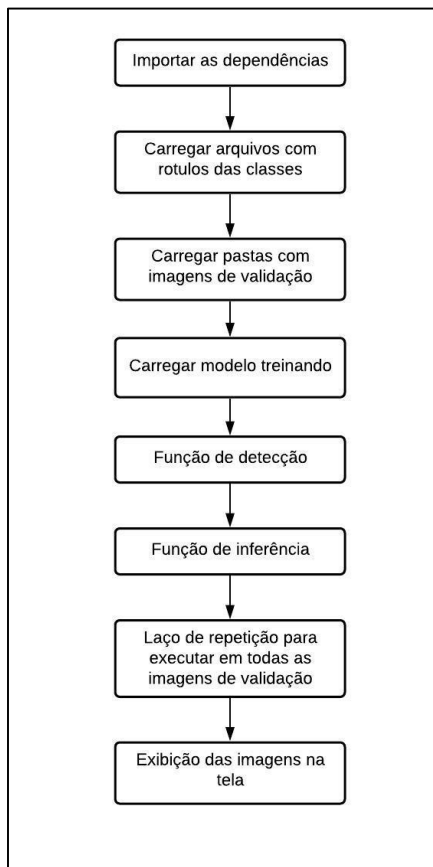 Importar as dependências
Carregar arquivos com
rotulos das classes
Carregar pastas com
imagens de validação
Carregar modelo treinando
Função de detecção
Função de inferência
Laço de repetição para
executar em todas as
imagens de validação
Exibição das imagens na
tela